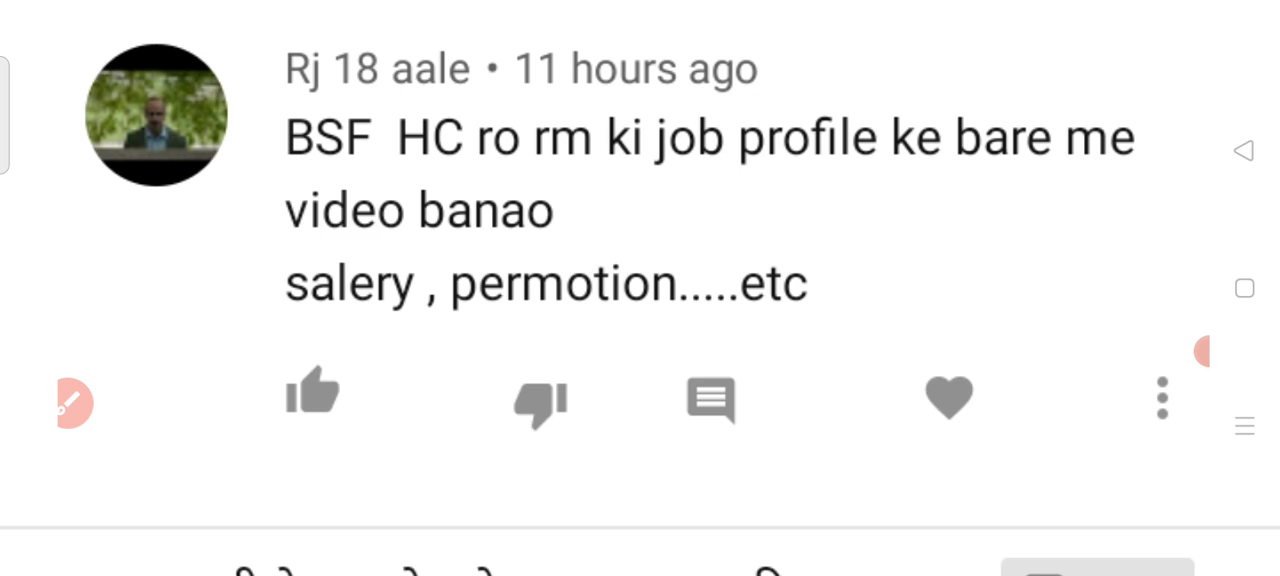 Rj 18 aale • 11 hours ago
BSF HC ro rm ki job profile ke bare me
video banao
salery , permotion.....etc